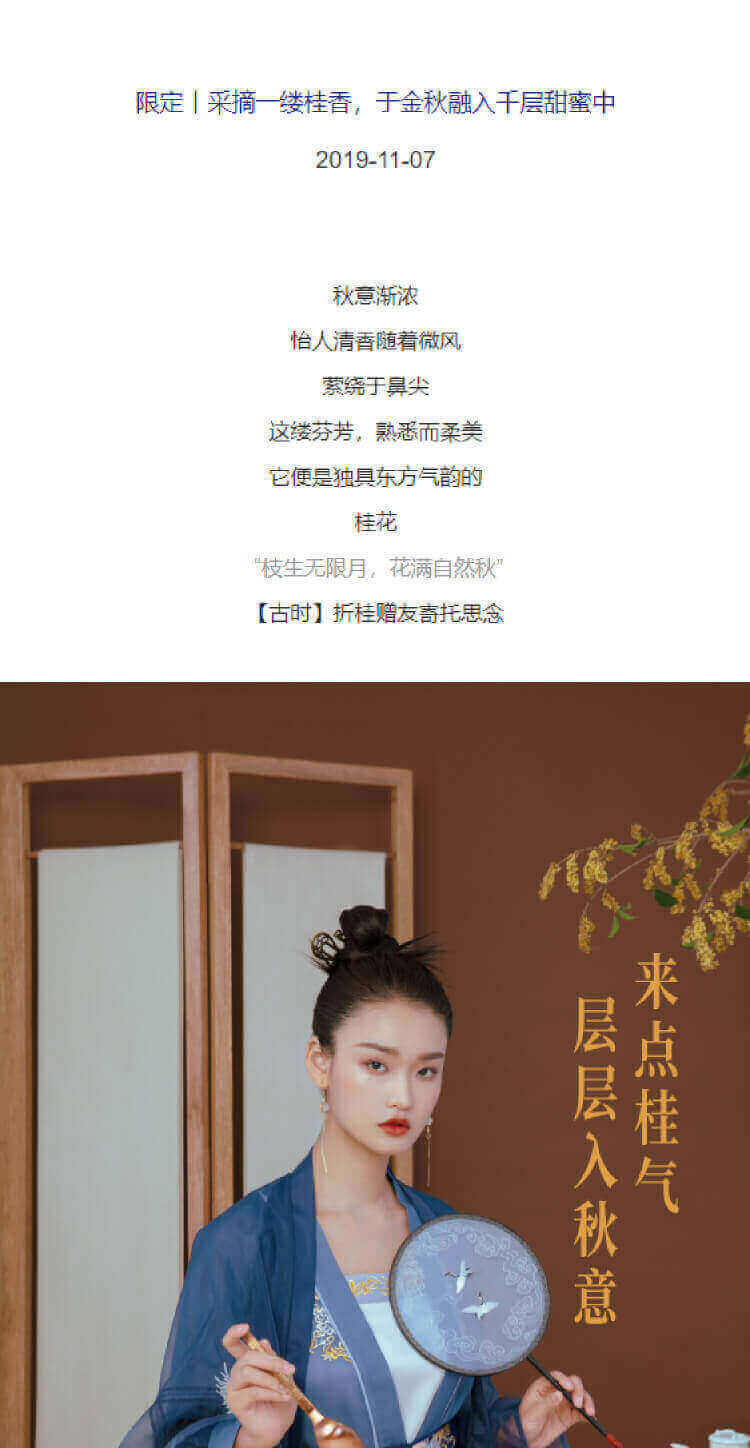 限定丨采摘一缕桂香，于金秋融入千层甜蜜中
2019-11-07
秋意渐浓
怡人清香随着微风
萦绕于鼻尖
这缕芬芳，熟悉而柔美
它便是独具东方气韵的
桂花
“枝生无限月，花满自然秋”
【古时】折桂赠友寄托思念
来点桂气
层层入秋意